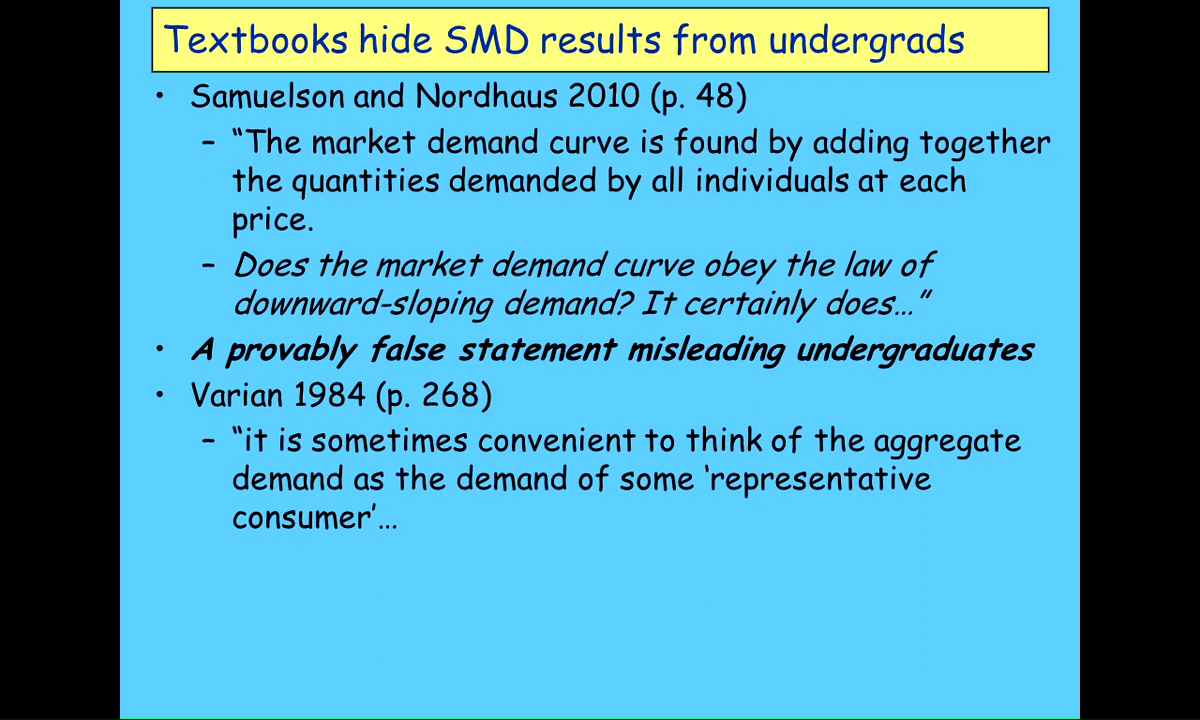 Textbooks hide SMD results from undergrads
• Samuelson and Nordhaus 2010 (p. 48)
– “The market demand curve is found by adding together
the quantities demanded by all individuals at each
price.
– Does the market demand curve obey the law of
downward-sloping demand? It certainly does…”
• A provably false statement misleading undergraduates
• Varian 1984 (p. 268)
– “it is sometimes convenient to think of the aggregate
demand as the demand of some ‘representative
consumer’…